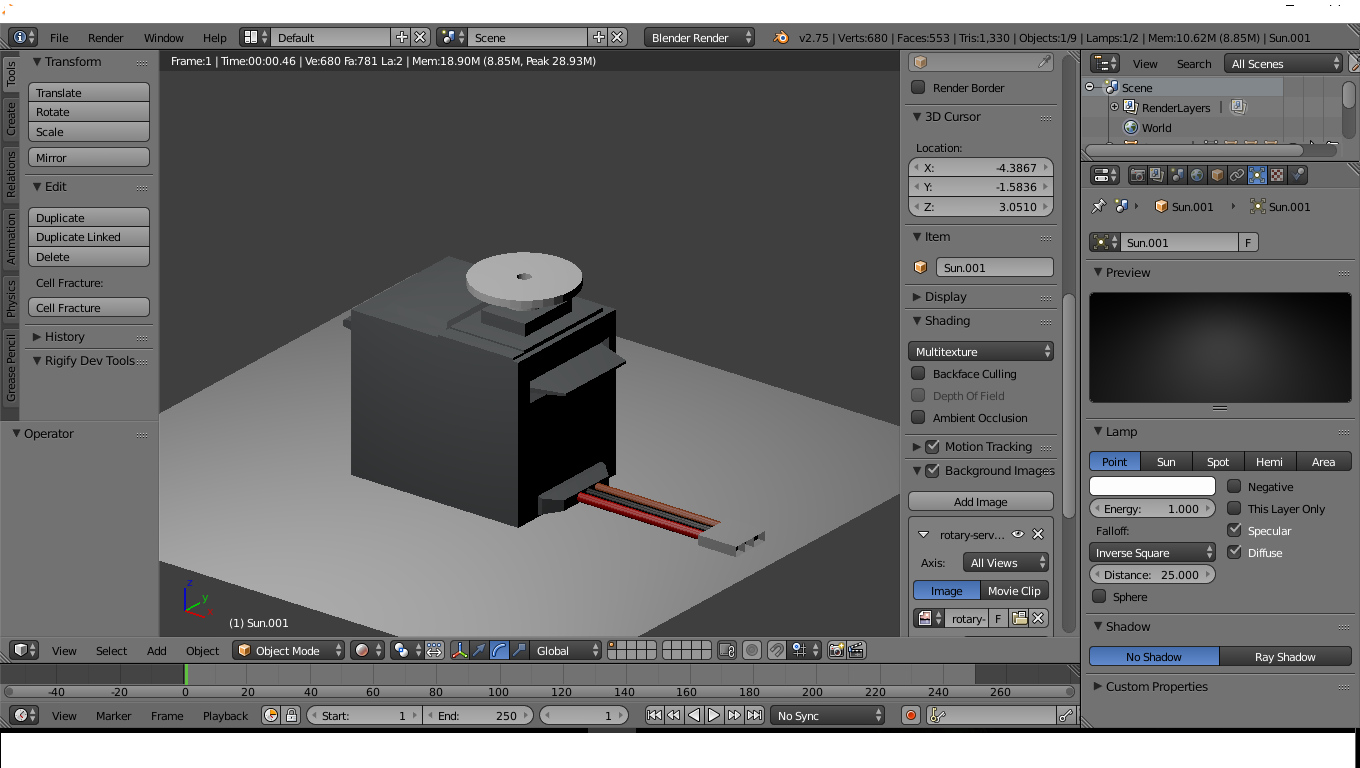 File Render Window Help Default Scene Blender Render v2.75 | Verts:680 | Faces:553 | Tris:1,330 | Objects:1/9 | Lamps:1/2 | Mem:10.62M (8.85M) | Sun.001
Tools
Create
Relations
Animation
Physics
Grease Pencil
Transform
Translate
Rotate
Scale
Mirror
Edit
Duplicate
Duplicate Linked
Delete
Cell Fracture:
Cell Fracture
History
Rigify Dev Tools
Operator
Frame:1 | Time:00:00.46 | Ve:680 Fa:781 La:2 | Mem:18.90M (8.85M, Peak 28.93M)
z
y
(1) Sun.001
Render Border
3D Cursor
Location:
X: -4.3867
Y: -1.5836
Z: 3.0510
Item
Sun.001
Display
Shading
Multitexture
Backface Culling
Depth Of Field
Ambient Occlusion
Motion Tracking
Background Images
Add Image
rotary-serv...
Axis: All Views
Image Movie Clip
rotary- F
View Search All Scenes
Scene
RenderLayers
World
Sun.001 Sun.001
Sun.001 F
Preview
Lamp
Point Sun Spot Hemi Area
Negative
Energy: 1.000 This Layer Only
Falloff: Specular
Inverse Square Diffuse
Distance: 25.000
Sphere
Shadow
No Shadow Ray Shadow
Custom Properties
View Select Add Object Object Mode Global
-40 -20 0 20 40 60 80 100 120 140 160 180 200 220 240 260
View Marker Frame Playback Start: 1 End: 250 1 No Sync